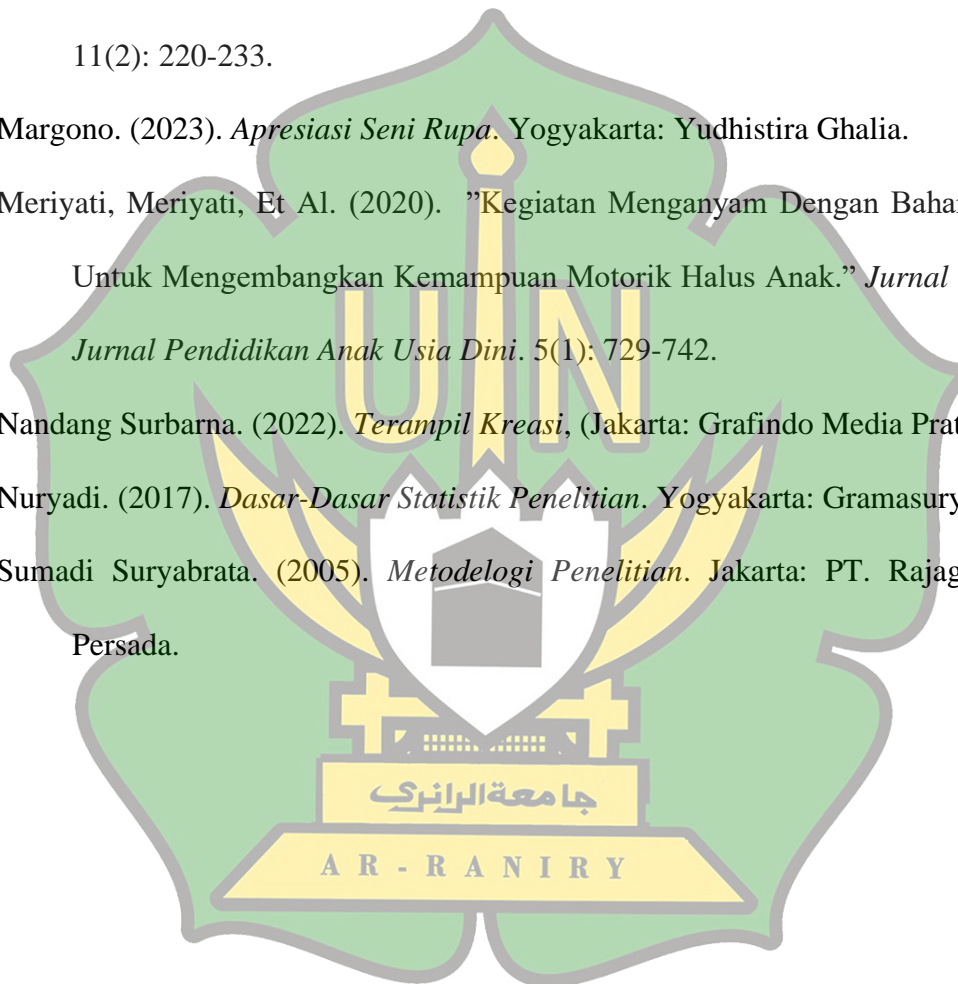 11(2): 220-233.
Margono. (2023). Apresiasi Seni Rupa. Yogyakarta: Yudhistira Ghalia.
Meriyati, Meriyati, Et Al. (2020). ”Kegiatan Menganyam Dengan Bahan
Untuk Mengembangkan Kemampuan Motorik Halus Anak.” Jurnal
Jurnal Pendidikan Anak Usia Dini. 5(1): 729-742.
Nandang Surbarna. (2022). Terampil Kreasi, (Jakarta: Grafindo Media Prat
Nuryadi. (2017). Dasar-Dasar Statistik Penelitian. Yogyakarta: Gramasury
Sumadi Suryabrata. (2005). Metodelogi Penelitian. Jakarta: PT. Rajag
Persada.
UIN
جامعة الرانري
AR-RANIRY